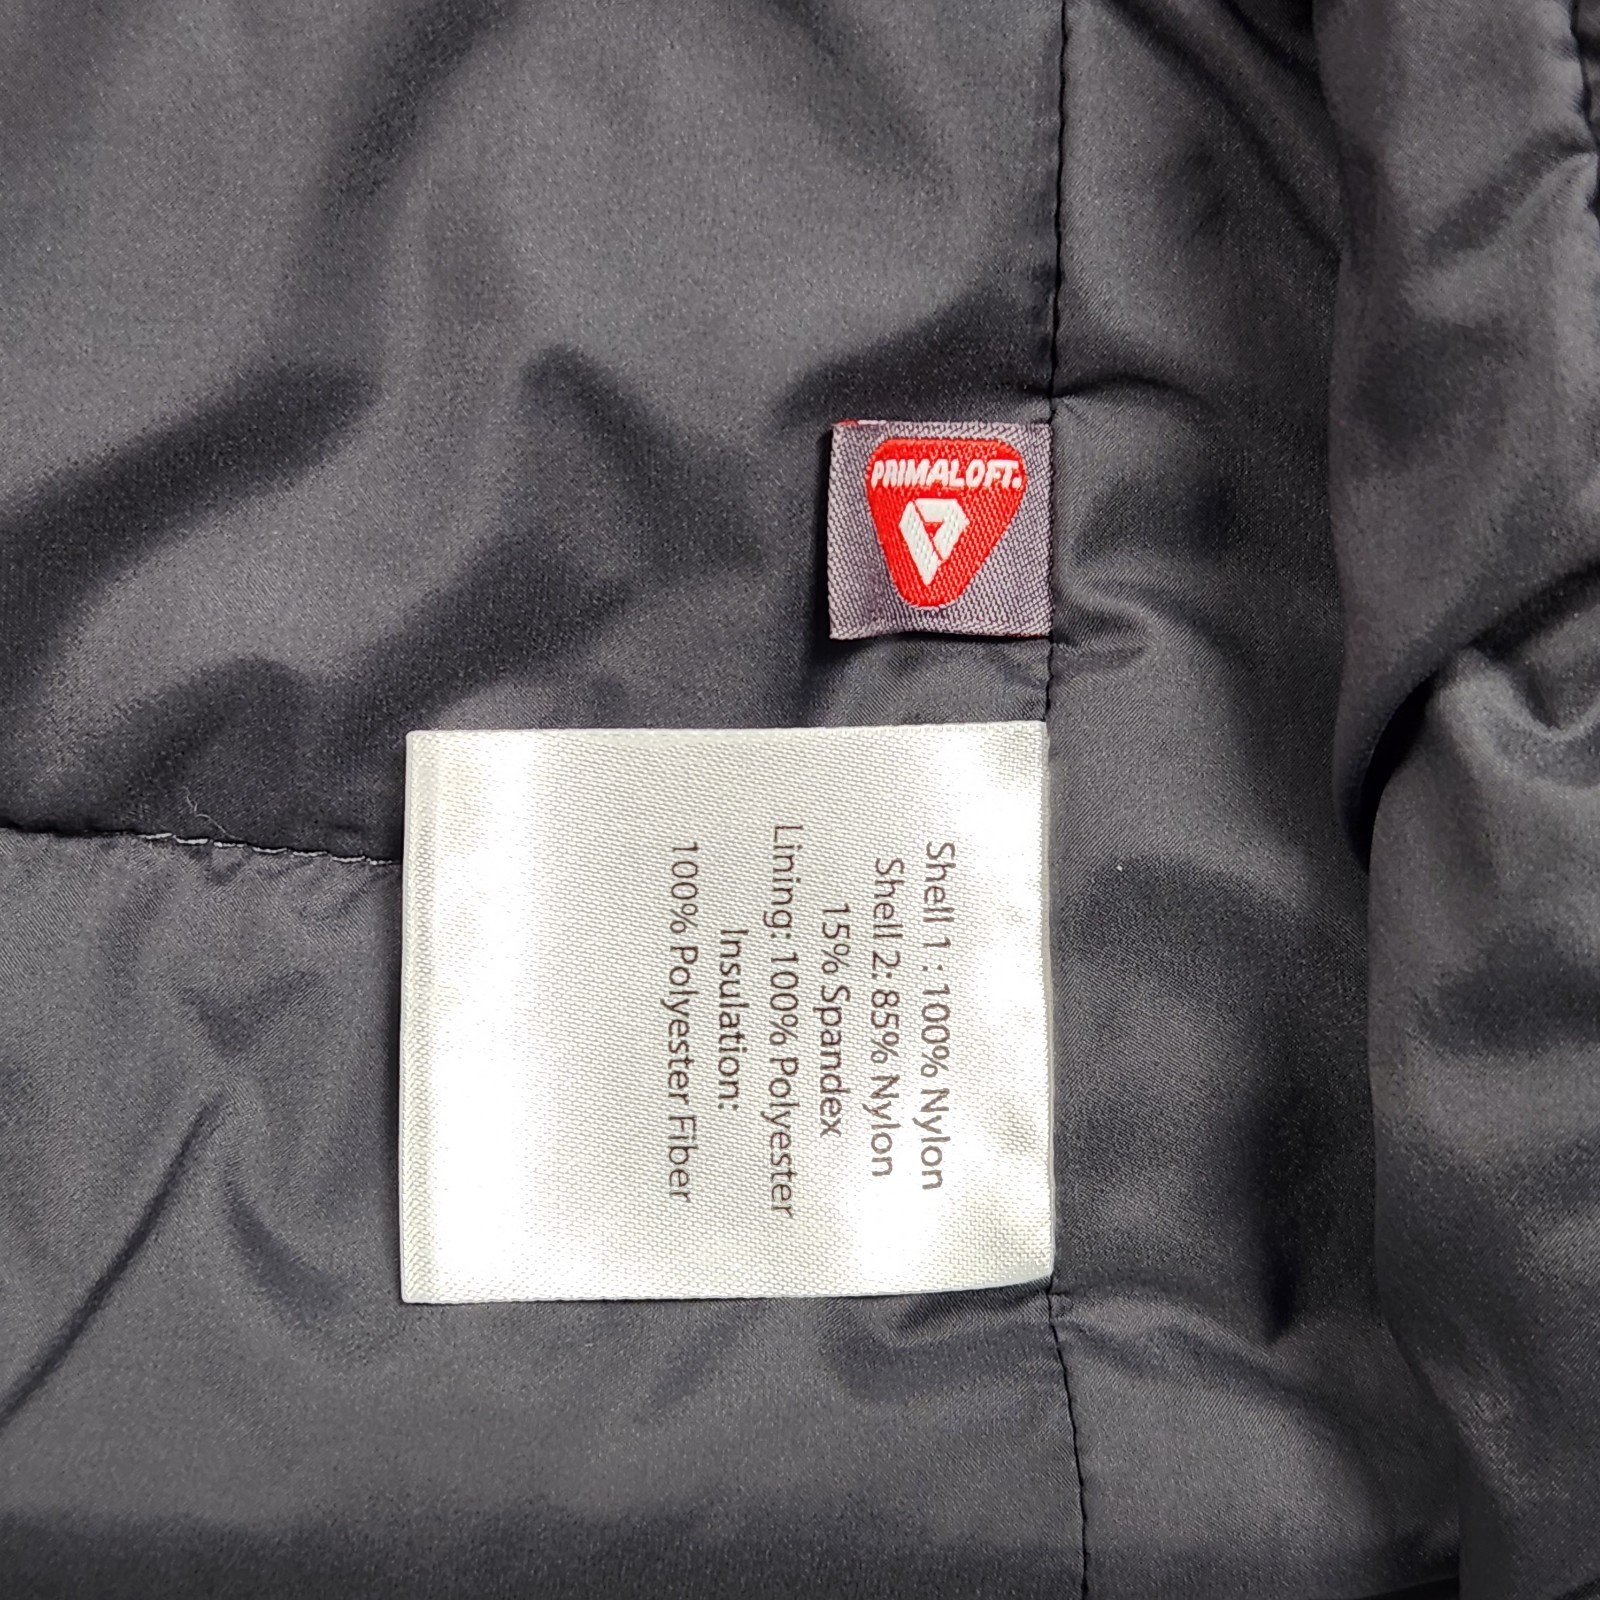 PRIMALOFT.
Shell 1 : 100% Nylon
Shell 2: 85% Nylon
15% Spandex
Lining: 100% Polyester
Insulation:
100% Polyester Fiber